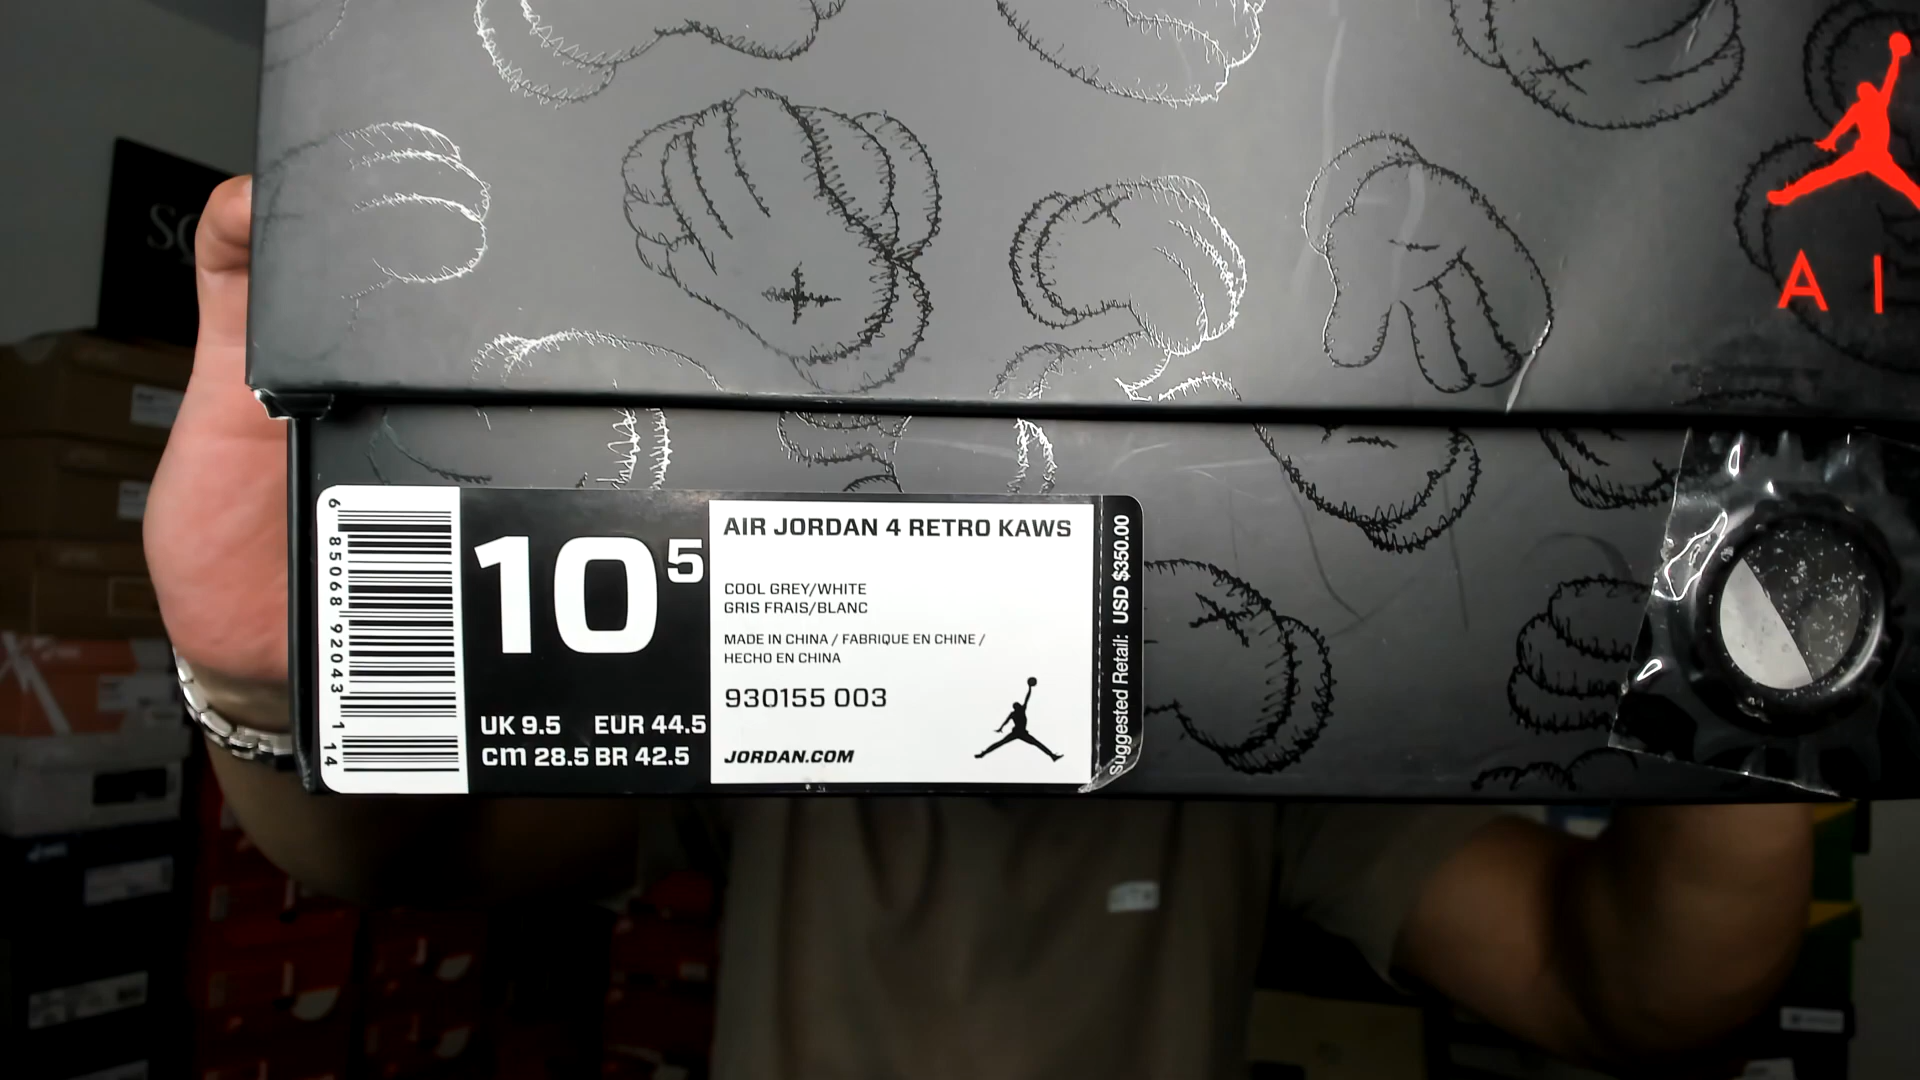 A I
6 85068 92043 1 14
10 5
UK 9.5 EUR 44.5
cm 28.5 BR 42.5
AIR JORDAN 4 RETRO KAWS
COOL GREY/WHITE
GRIS FRAIS/BLANC
MADE IN CHINA / FABRIQUE EN CHINE /
HECHO EN CHINA
930155 003
JORDAN.COM
Suggested Retail: USD $350.00